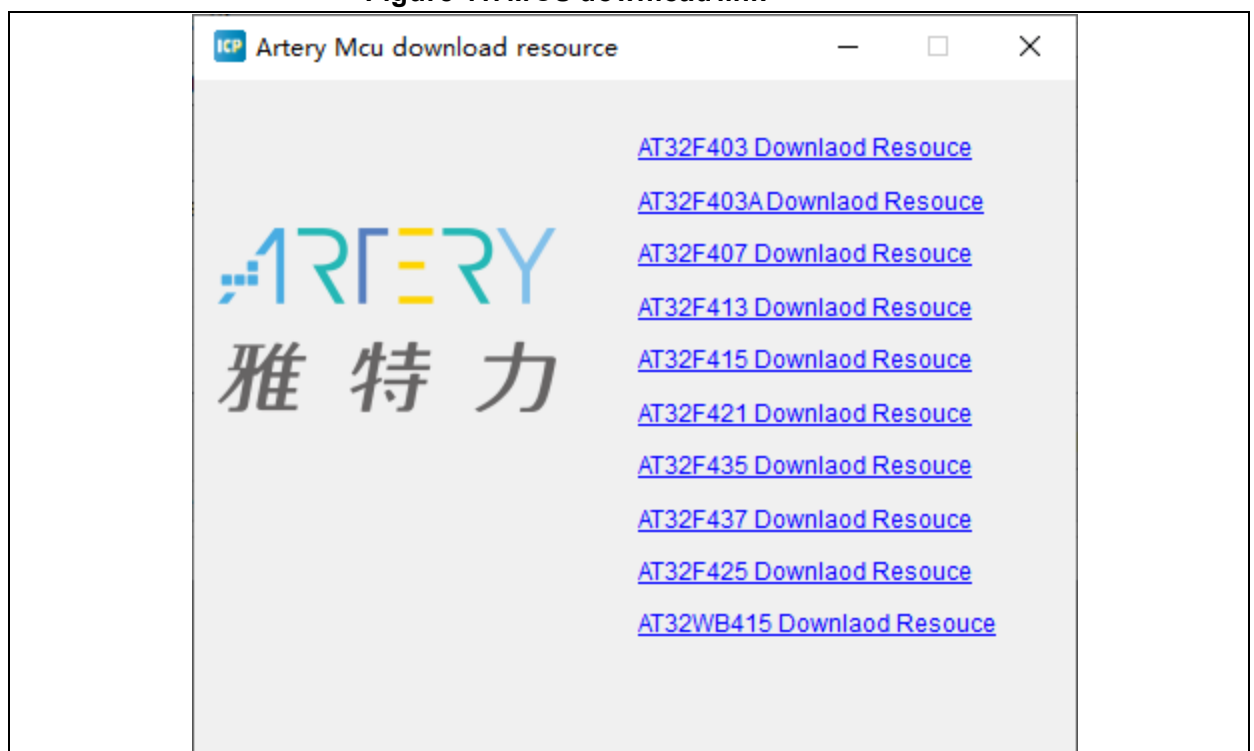 ICP Artery Mcu download resource
AT32F403 Downlaod Resouce
AT32F403A Downlaod Resouce
AT32F407 Downlaod Resouce
ARTERY
AT32F413 Downlaod Resouce
雅特力
AT32F415 Downlaod Resouce
AT32F421 Downlaod Resouce
AT32F435 Downlaod Resouce
AT32F437 Downlaod Resouce
AT32F425 Downlaod Resouce
AT32WB415 Downlaod Resouce